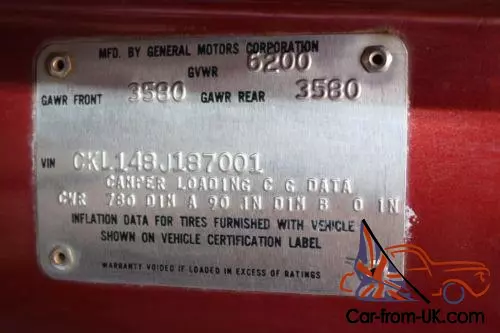 MFD. BY GENERAL MOTORS CORPORATION
GVWR 6200
GAWR FRONT 3580 GAWR REAR 3580
VIN CKL148J187001
CAMPER LOADING C G DATA
CWR 780 DIM A 90 IN DIM B 0 IN
INFLATION DATA FOR TIRES FURNISHED WITH VEHICLE
SHOWN ON VEHICLE CERTIFICATION LABEL
WARRANTY VOIDED IF LOADED IN EXCESS OF RATINGS
Car-from-UK.com